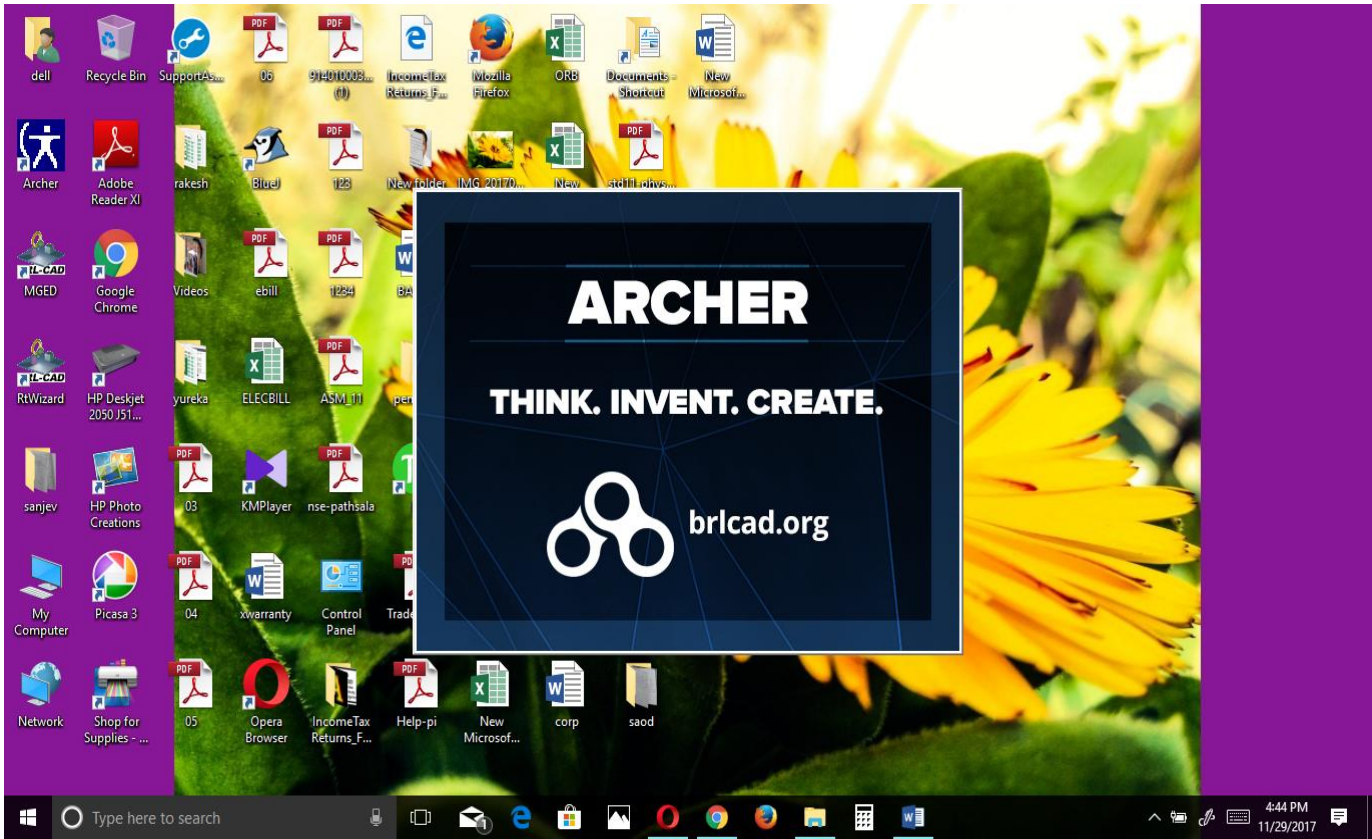 dell
Recycle Bin
SupportAs...
06
914010003...
(1)
IncomeTax
Returns_F...
Mozilla
Firefox
ORB
Documents -
Shortcut
New
Microsof...
Archer
Adobe
Reader XI
rakesh
BlueJ
123
New folder
IMG_20170...
New
std11-phys...
MGED
Google
Chrome
Videos
ebill
1234
BA
RtWizard
HP Deskjet
2050 J51...
yureka
ELECBILL
ASM_11
pen
sanjev
HP Photo
Creations
03
KMPlayer
nse-pathsala
My
Computer
Picasa 3
04
xwarranty
Control
Panel
Trade
Network
Shop for
Supplies - ...
05
Opera
Browser
IncomeTax
Returns_F...
Help-pi
New
Microsof...
corp
saod
ARCHER
THINK. INVENT. CREATE.
brlcad.org
Type here to search
4:44 PM
11/29/2017